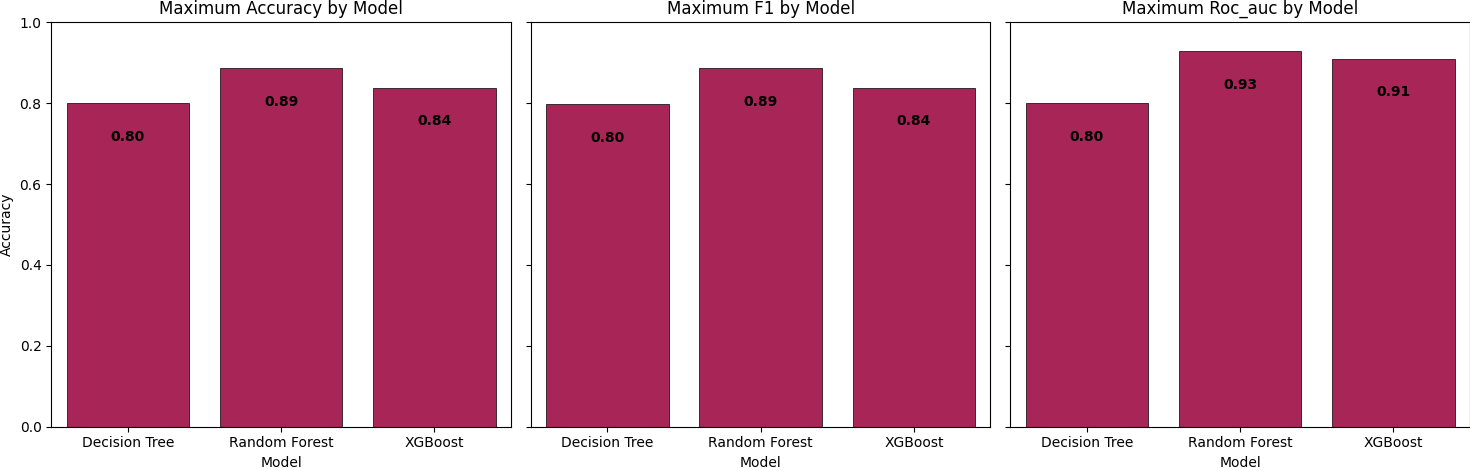 Maximum Accuracy by Model
Accuracy
1.0
0.8
0.6
0.4
0.2
0.0
0.80
0.89
0.84
Decision Tree
Random Forest
XGBoost
Model
Maximum F1 by Model
0.80
0.89
0.84
Decision Tree
Random Forest
XGBoost
Model
Maximum Roc_auc by Model
0.80
0.93
0.91
Decision Tree
Random Forest
XGBoost
Model